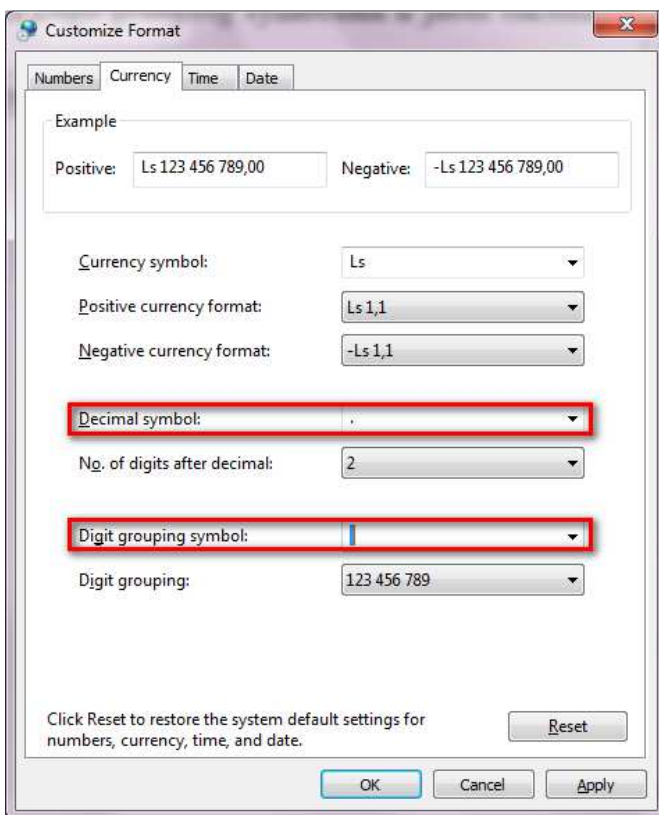 Customize Format
Numbers Currency Time Date
Example
Positive: Ls 123 456 789,00 Negative: -Ls 123 456 789,00
Currency symbol: Ls
Positive currency format: Ls 1,1
Negative currency format: -Ls 1,1
Decimal symbol: .
No. of digits after decimal: 2
Digit grouping symbol:
Digit grouping: 123 456 789
Click Reset to restore the system default settings for
numbers, currency, time, and date.
Reset
OK Cancel Apply